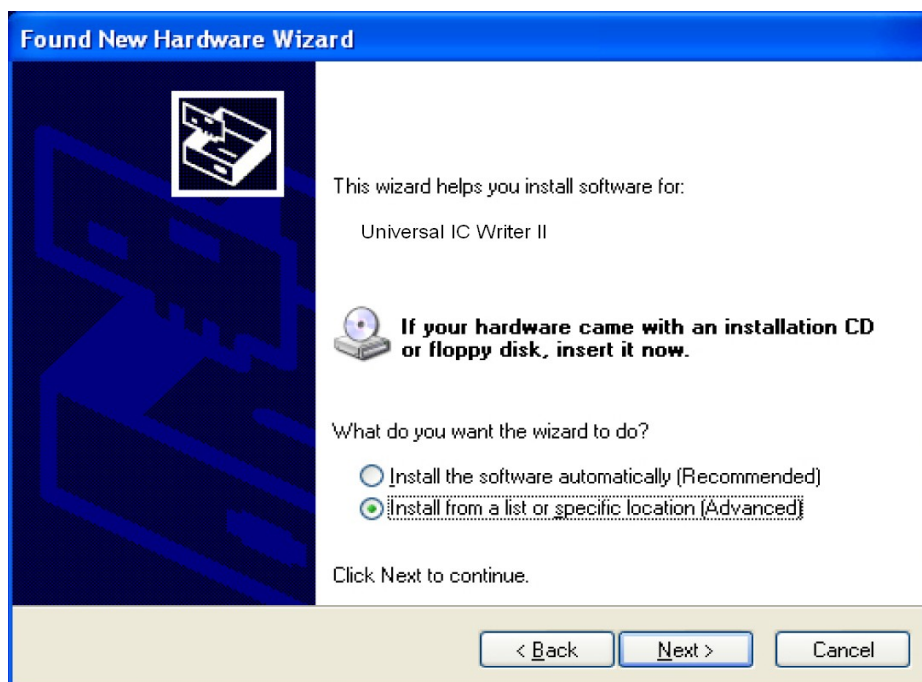 Found New Hardware Wizard
This wizard helps you install software for:
Universal IC Writer II
If your hardware came with an installation CD
or floppy disk, insert it now.
What do you want the wizard to do?
Install the software automatically (Recommended)
Install from a list or specific location (Advanced)
Click Next to continue.
< Back Next > Cancel